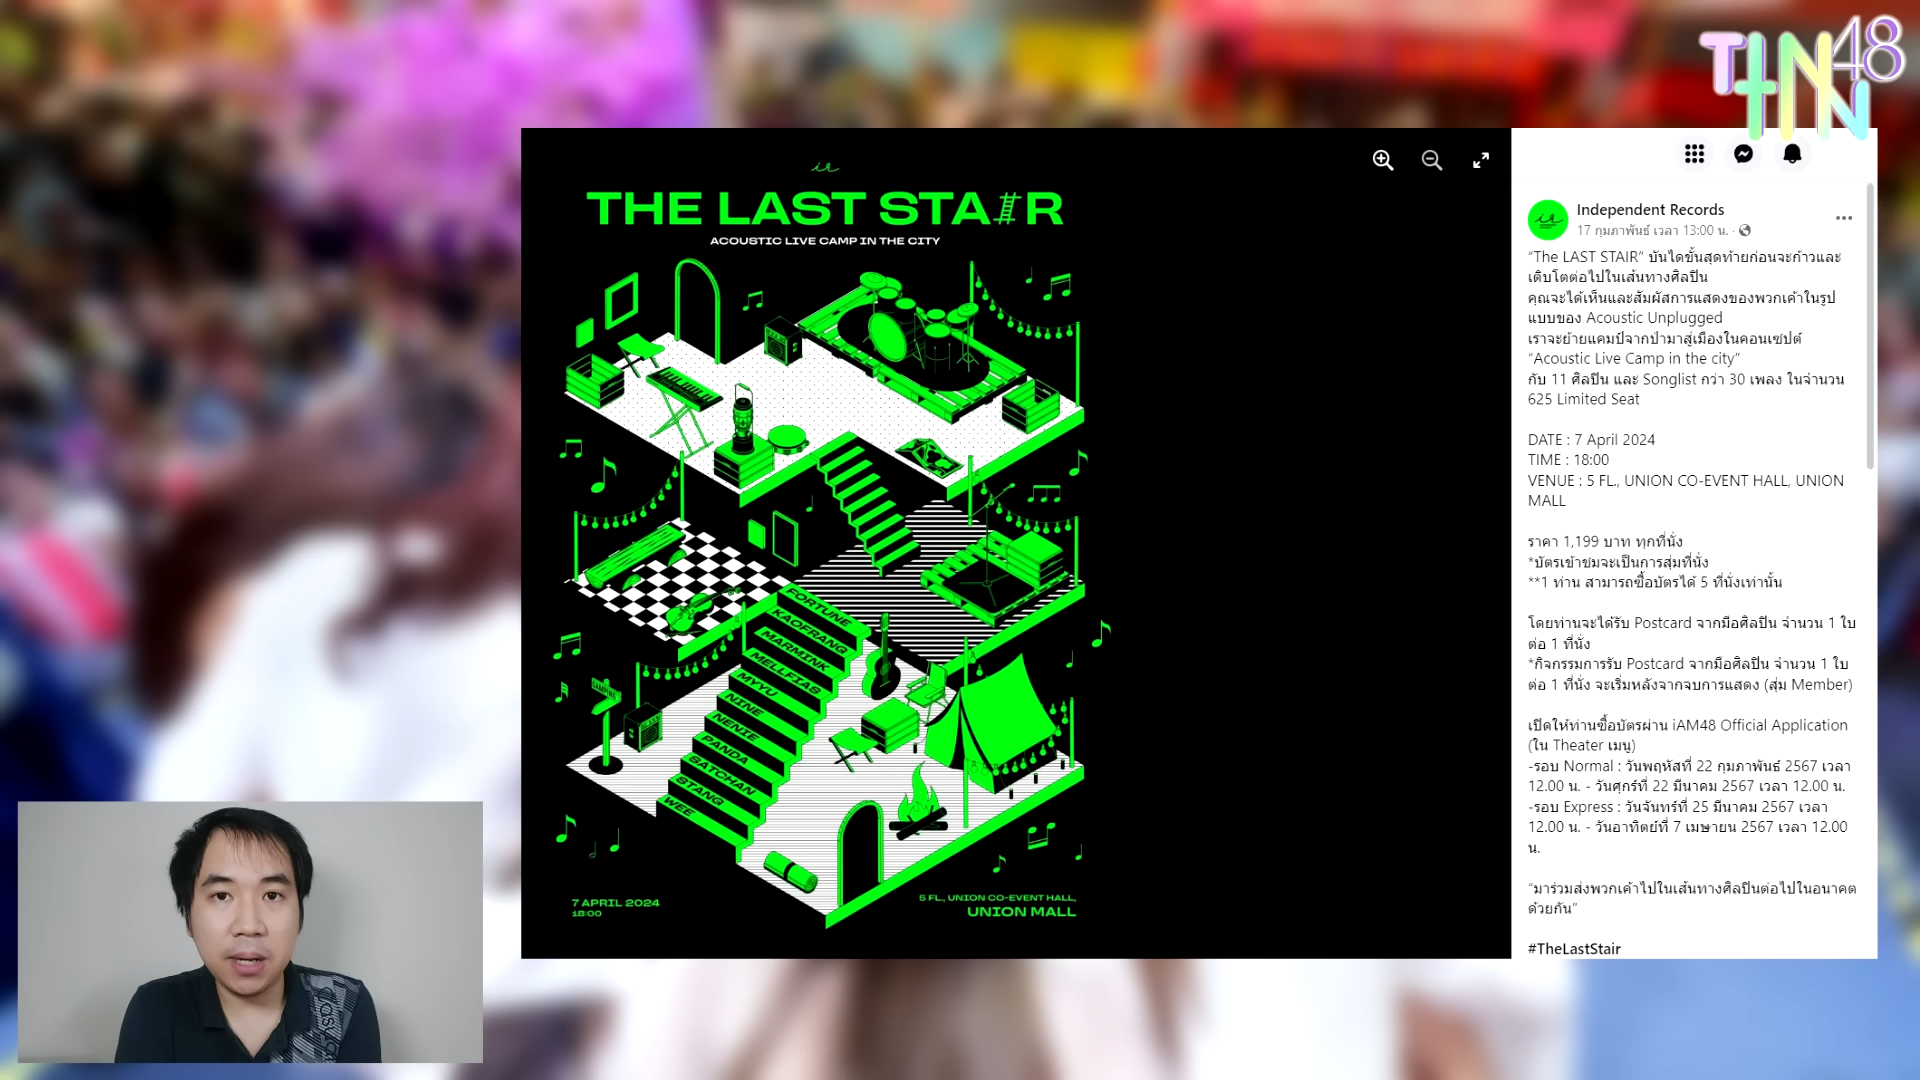 TTIN48
ir
THE LAST STAIR
ACOUSTIC LIVE CAMP IN THE CITY
CAMPING
FORTUNE
KAOFRANG
MARMINK
MELLFIAS
MYYU
NINE
NENIE
PANDA
SATCHAN
STANG
WEE
7 APRIL 2024
18:00
5 FL., UNION CO-EVENT HALL,
UNION MALL
Independent Records
17 กุมภาพันธ์ เวลา 13:00 น. ·
“The LAST STAIR” บันไดขั้นสุดท้ายก่อนจะก้าวและ
เติบโตต่อไปในเส้นทางศิลปิน
คุณจะได้เห็นและสัมผัสการแสดงของพวกเค้าในรูป
แบบของ Acoustic Unplugged
เราจะย้ายแคมป์จากป่ามาสู่เมืองในคอนเซปต์
“Acoustic Live Camp in the city”
กับ 11 ศิลปิน และ Songlist กว่า 30 เพลง ในจำนวน
625 Limited Seat
DATE : 7 April 2024
TIME : 18:00
VENUE : 5 FL., UNION CO-EVENT HALL, UNION
MALL
ราคา 1,199 บาท ทุกที่นั่ง
*บัตรเข้าชมจะเป็นการสุ่มที่นั่ง
**1 ท่าน สามารถซื้อบัตรได้ 5 ที่นั่งเท่านั้น
โดยท่านจะได้รับ Postcard จากมือศิลปิน จำนวน 1 ใบ
ต่อ 1 ที่นั่ง
*กิจกรรมการรับ Postcard จากมือศิลปิน จำนวน 1 ใบ
ต่อ 1 ที่นั่ง จะเริ่มหลังจากจบการแสดง (สุ่ม Member)
เปิดให้ท่านซื้อบัตรผ่าน iAM48 Official Application
(ใน Theater เมนู)
-รอบ Normal : วันพฤหัสที่ 22 กุมภาพันธ์ 2567 เวลา
12.00 น. - วันศุกร์ที่ 22 มีนาคม 2567 เวลา 12.00 น.
-รอบ Express : วันจันทร์ที่ 25 มีนาคม 2567 เวลา
12.00 น. - วันอาทิตย์ที่ 7 เมษายน 2567 เวลา 12.00
น.
“มาร่วมส่งพวกเค้าไปในเส้นทางศิลปินต่อไปในอนาคต
ด้วยกัน”
#TheLastStair